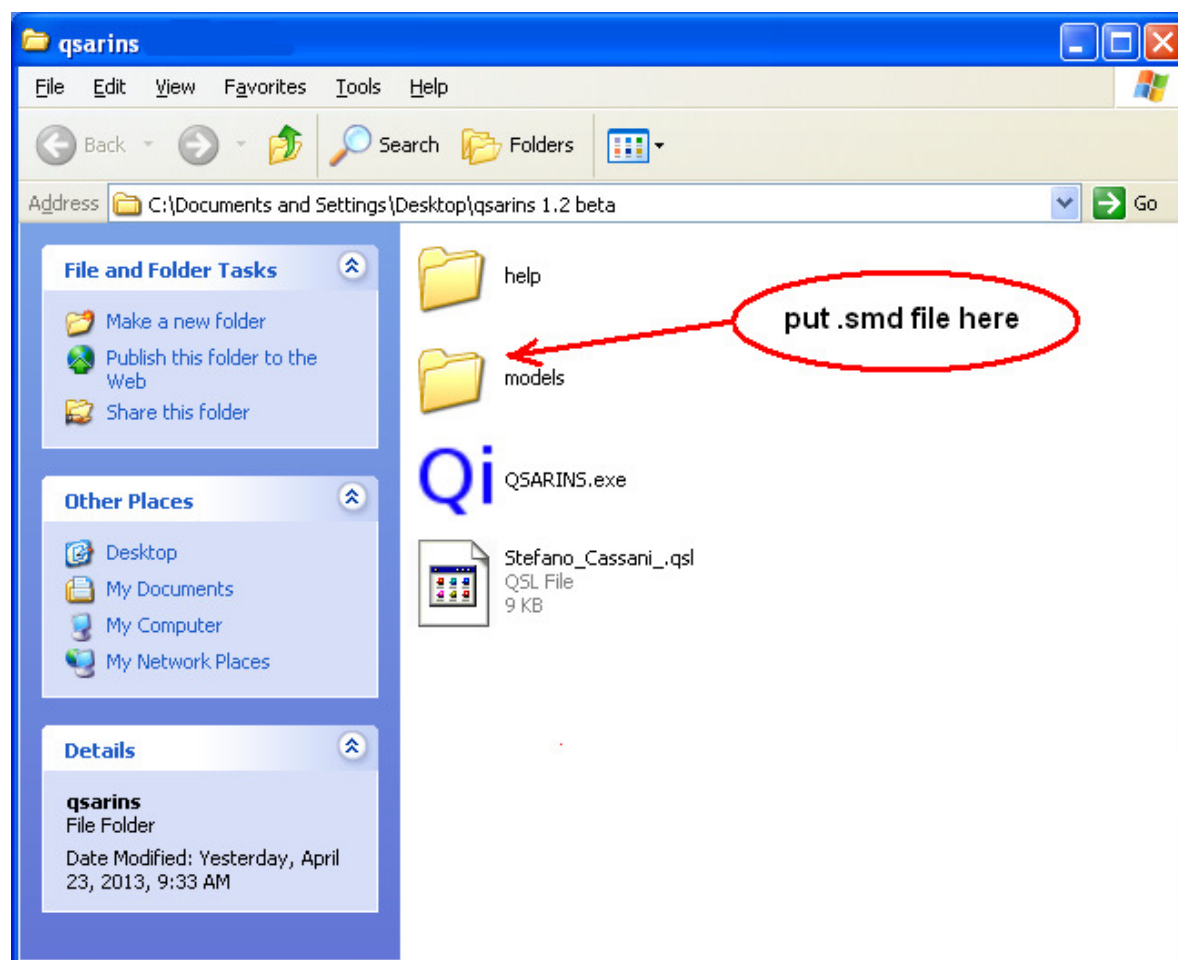 qsarins
File Edit View Favorites Tools Help
Back Search Folders
Address C:\Documents and Settings\Desktop\qsarins 1.2 beta Go
File and Folder Tasks
Make a new folder
Publish this folder to the
Web
Share this folder
Other Places
Desktop
My Documents
My Computer
My Network Places
Details
qsarins
File Folder
Date Modified: Yesterday, April
23, 2013, 9:33 AM
help
put .smd file here
models
Qi QSARINS.exe
Stefano_Cassani_.qsl
QSL File
9 KB